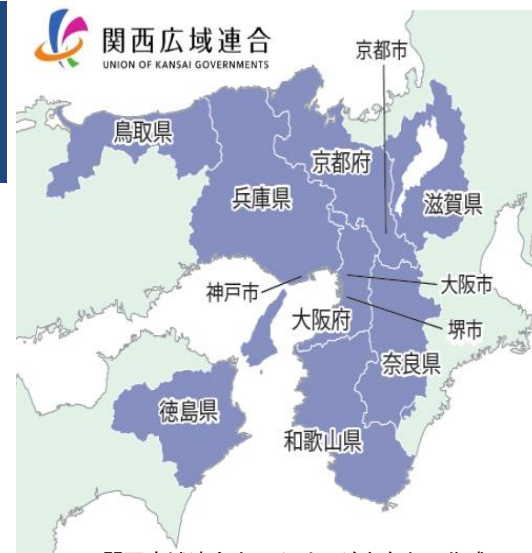 関西広域連合
UNION OF KANSAI GOVERNMENTS
京都市
鳥取県
京都府
兵庫県
滋賀県
神戸市
大阪市
大阪府
堺市
奈良県
徳島県
和歌山県